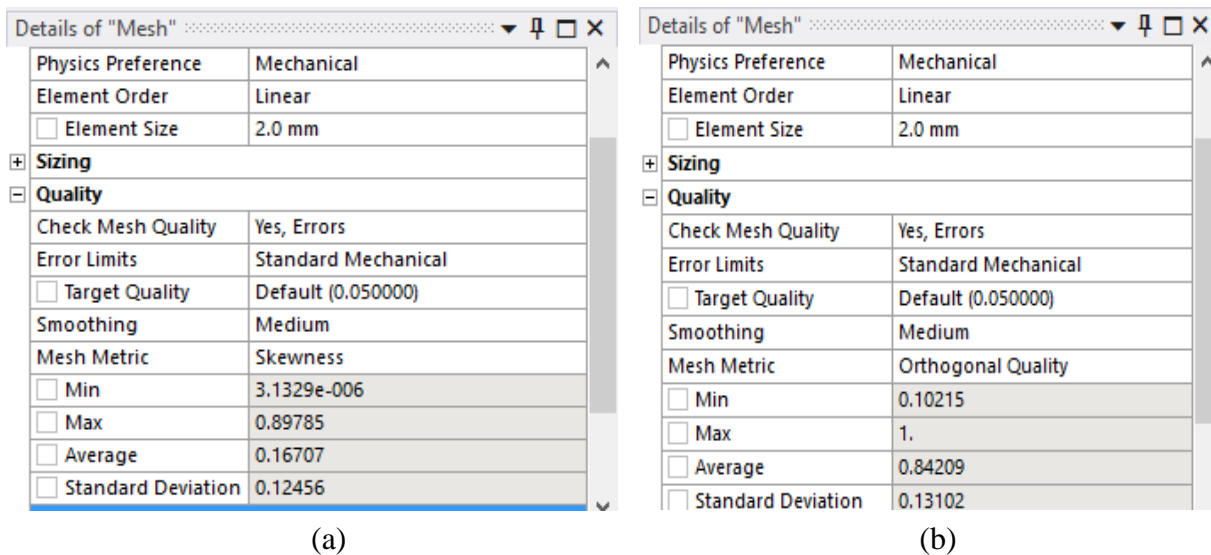 Details of "Mesh"
Physics Preference Mechanical
Element Order Linear
Element Size 2.0 mm
Sizing
Quality
Check Mesh Quality Yes, Errors
Error Limits Standard Mechanical
Target Quality Default (0.050000)
Smoothing Medium
Mesh Metric Skewness
Min 3.1329e-006
Max 0.89785
Average 0.16707
Standard Deviation 0.12456
(a)
Details of "Mesh"
Physics Preference Mechanical
Element Order Linear
Element Size 2.0 mm
Sizing
Quality
Check Mesh Quality Yes, Errors
Error Limits Standard Mechanical
Target Quality Default (0.050000)
Smoothing Medium
Mesh Metric Orthogonal Quality
Min 0.10215
Max 1.
Average 0.84209
Standard Deviation 0.13102
(b)